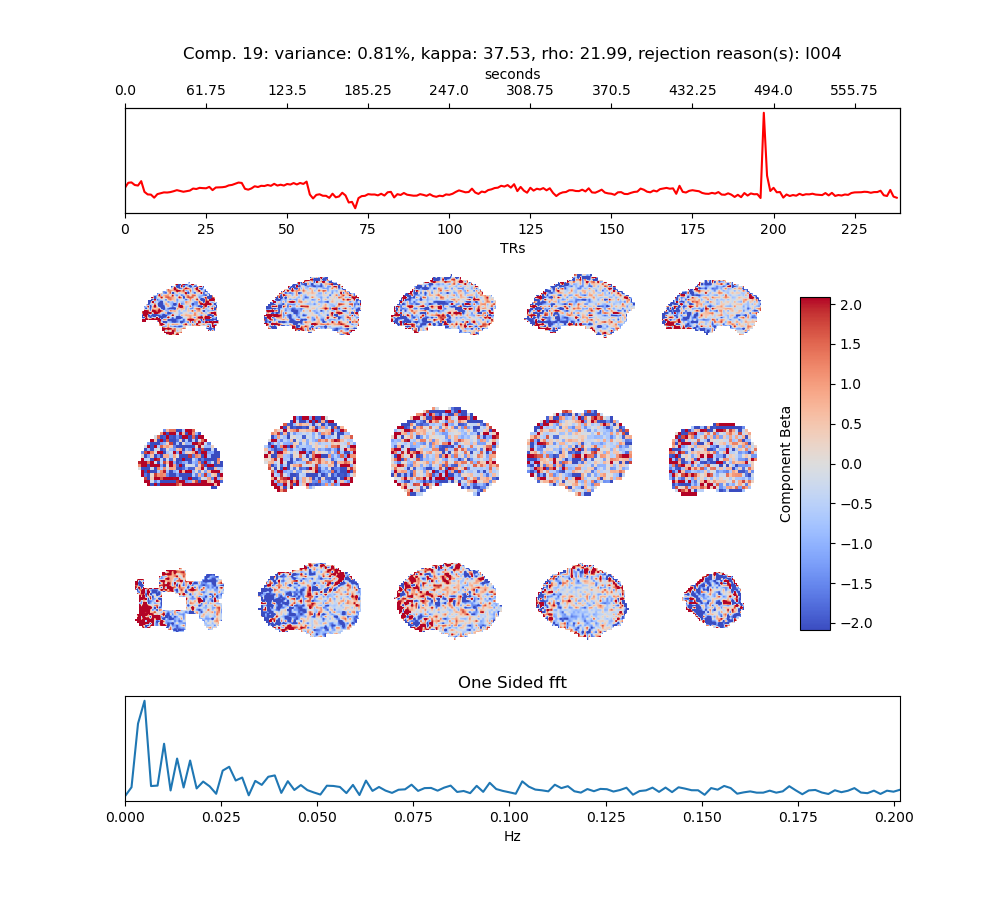 Comp. 19: variance: 0.81%, kappa: 37.53, rho: 21.99, rejection reason(s): I004
seconds
0.0 61.75 123.5 185.25 247.0 308.75 370.5 432.25 494.0 555.75
0 25 50 75 100 125 150 175 200 225
TRs
2.0
1.5
1.0
0.5
0.0
−0.5
−1.0
−1.5
−2.0
Component Beta
One Sided fft
0.000 0.025 0.050 0.075 0.100 0.125 0.150 0.175 0.200
Hz